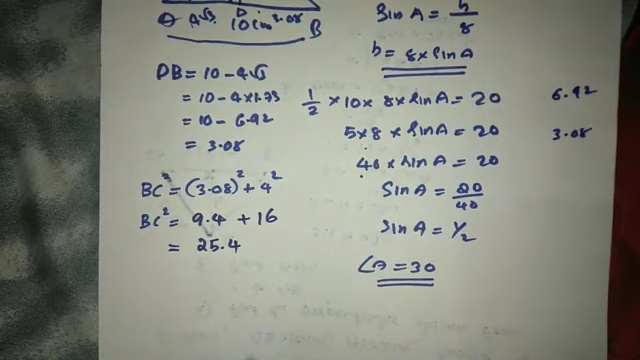 A 4√3 D 3.08 B
10 cm
DB = 10 - 4√3
= 10 - 4×1.73
= 10 - 6.92
= 3.08
BC² = (3.08)² + 4²
BC² = 9.4 + 16
= 25.4
Sin A = h/8
h = 8 × Sin A
1/2 × 10 × 8 × Sin A = 20
5 × 8 × Sin A = 20
40 × Sin A = 20
Sin A = 20/40
Sin A = 1/2
∠A = 30
6.92
3.08